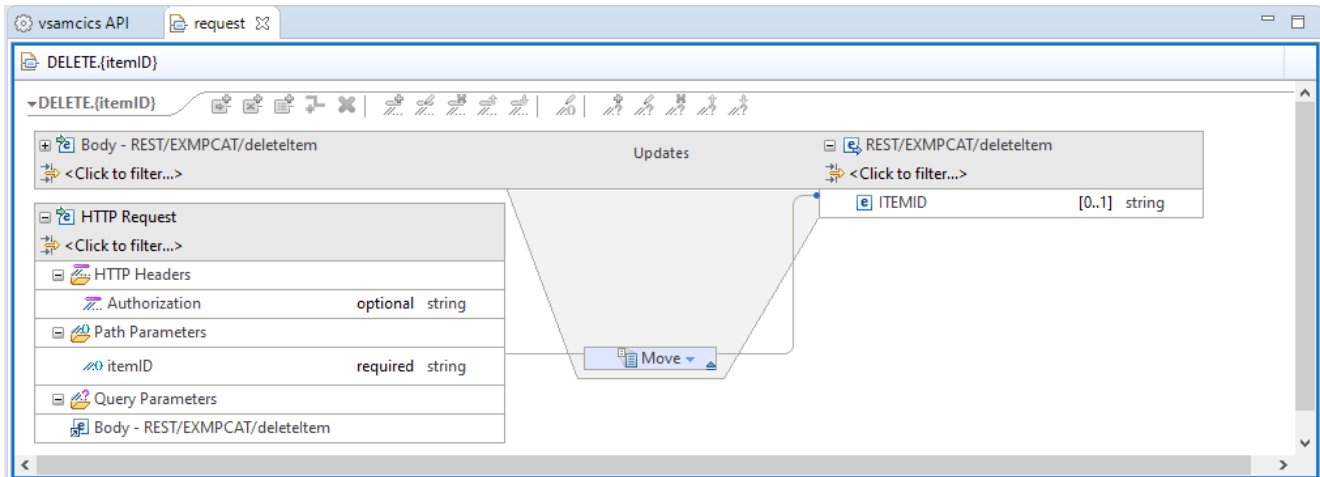 vsamcics API
request
DELETE.{itemID}
DELETE.{itemID}
Body - REST/EXMPCAT/deleteItem
<Click to filter...>
Updates
REST/EXMPCAT/deleteItem
<Click to filter...>
ITEMID [0..1] string
HTTP Request
<Click to filter...>
HTTP Headers
Authorization optional string
Path Parameters
itemID required string
Move
Query Parameters
Body - REST/EXMPCAT/deleteItem